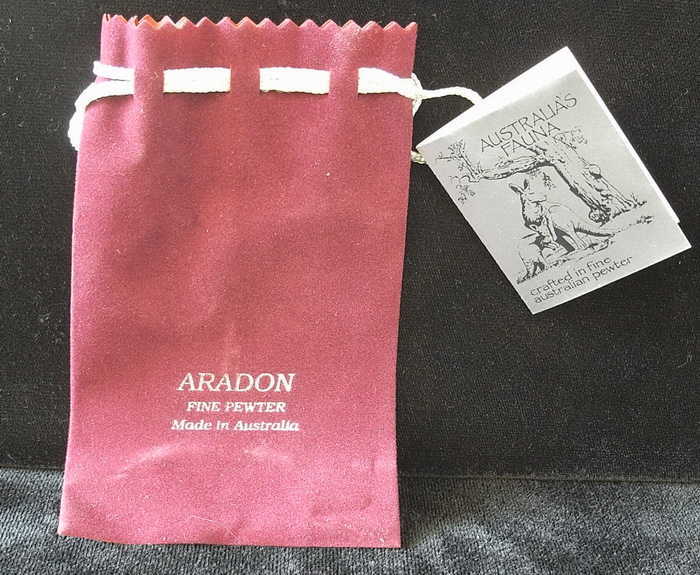 ARADON
FINE PEWTER
Made in Australia
AUSTRALIA'S
FAUNA
crafted in fine
australian pewter